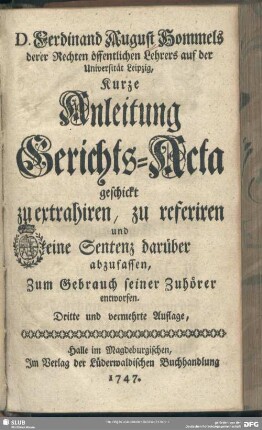 D. Ferdinand August Hommels
derer Rechten öffentlichen Lehrers auf der
Universität Leipzig,
Kurze
Anleitung
Gerichts-Acta
geschickt
zu extrahiren, zu referiren
und
eine Sentenz darüber
abzufassen,
Zum Gebrauch seiner Zuhörer
entworfen.
Dritte und vermehrte Auflage,
Halle im Magdeburgischen,
Im Verlag der Lüderwaldischen Buchhandlung
1747.
SLUB
DFG